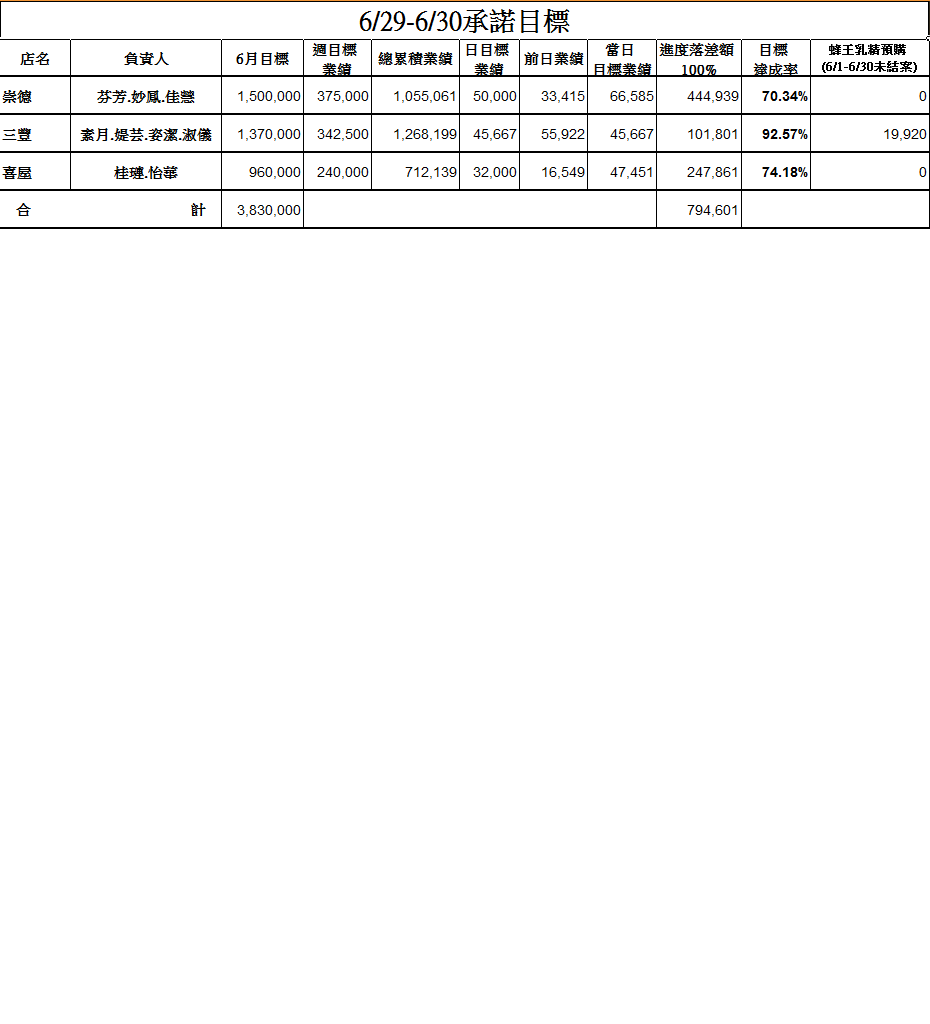 6/29-6/30承諾目標
店名 負責人 6月目標 週目標業績 總累積業績 日目標業績 前日業績 當日目標業績 進度落差額100% 目標達成率 蜂王乳精預購(6/1-6/30未結案)
崇德 芬芳.妙鳳.佳慧 1,500,000 375,000 1,055,061 50,000 33,415 66,585 444,939 70.34% 0
三豐 素月.媞芸.姿潔.淑儀 1,370,000 342,500 1,268,199 45,667 55,922 45,667 101,801 92.57% 19,920
喜屋 桂璉.怡華 960,000 240,000 712,139 32,000 16,549 47,451 247,861 74.18% 0
合計 3,830,000 794,601